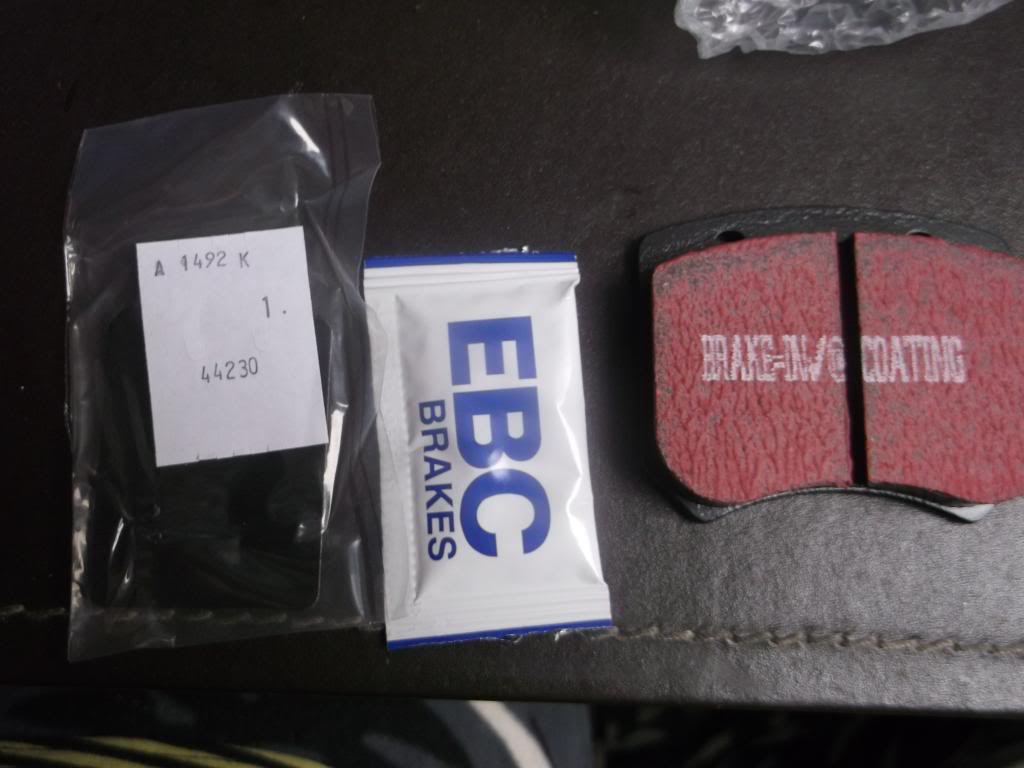 A 1492 K
1.
44230
EBC
BRAKES
BRAKE-IN COATING